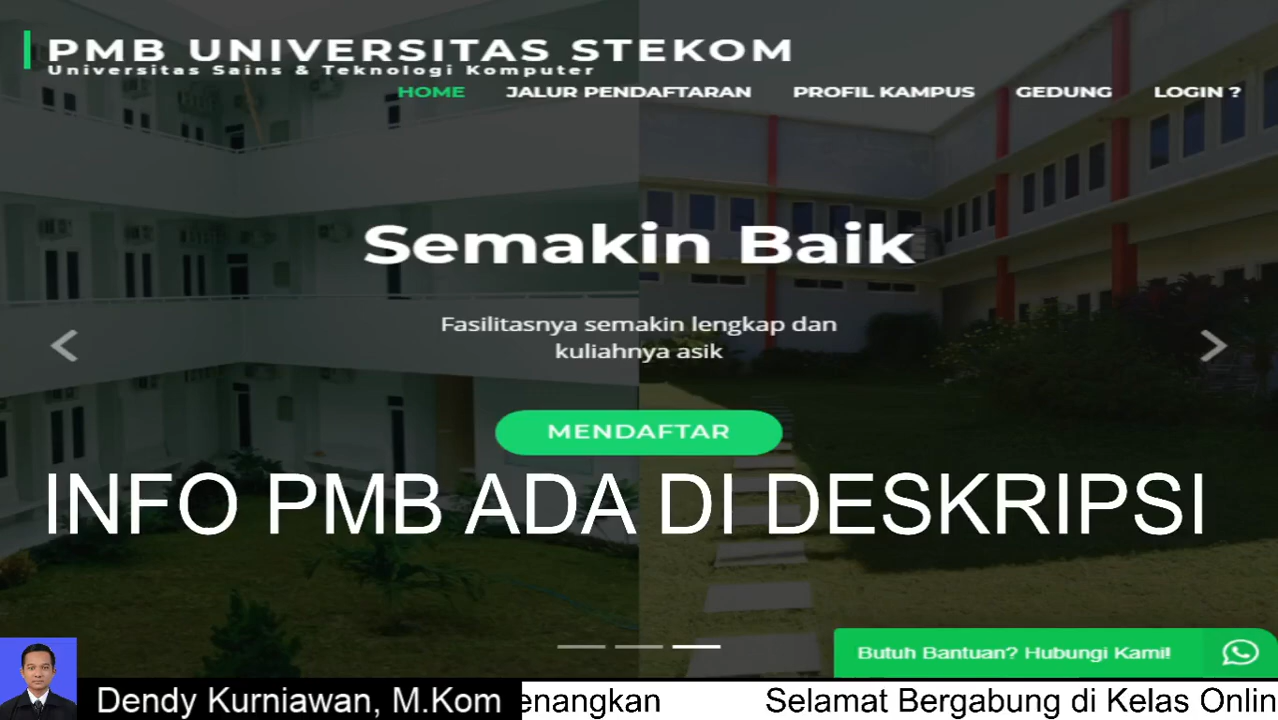 PMB UNIVERSITAS STEKOM
Universitas Sains & Teknologi Komputer
HOME JALUR PENDAFTARAN PROFIL KAMPUS GEDUNG LOGIN ?
Semakin Baik
Fasilitasnya semakin lengkap dan
kuliahnya asik
MENDAFTAR
INFO PMB ADA DI DESKRIPSI
Butuh Bantuan? Hubungi Kami!
Dendy Kurniawan, M.Kom enangkan Selamat Bergabung di Kelas Onlin